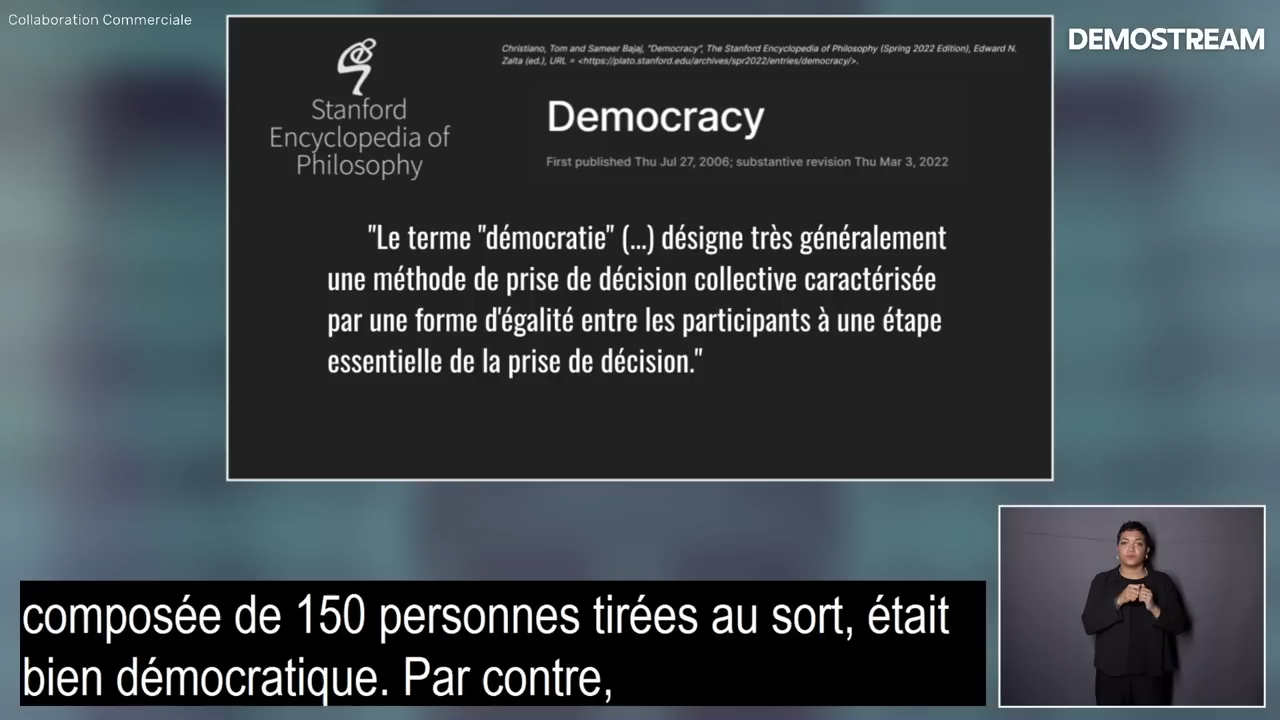 Collaboration Commerciale
DEMOSTREAM
Stanford
Encyclopedia of
Philosophy
Christiano, Tom and Sameer Bajaj, "Democracy", The Stanford Encyclopedia of Philosophy (Spring 2022 Edition), Edward N.
Zalta (ed.), URL = <https://plato.stanford.edu/archives/spr2022/entries/democracy/>.
Democracy
First published Thu Jul 27, 2006; substantive revision Thu Mar 3, 2022
"Le terme "démocratie" (...) désigne très généralement
une méthode de prise de décision collective caractérisée
par une forme d'égalité entre les participants à une étape
essentielle de la prise de décision."
composée de 150 personnes tirées au sort, était
bien démocratique. Par contre,